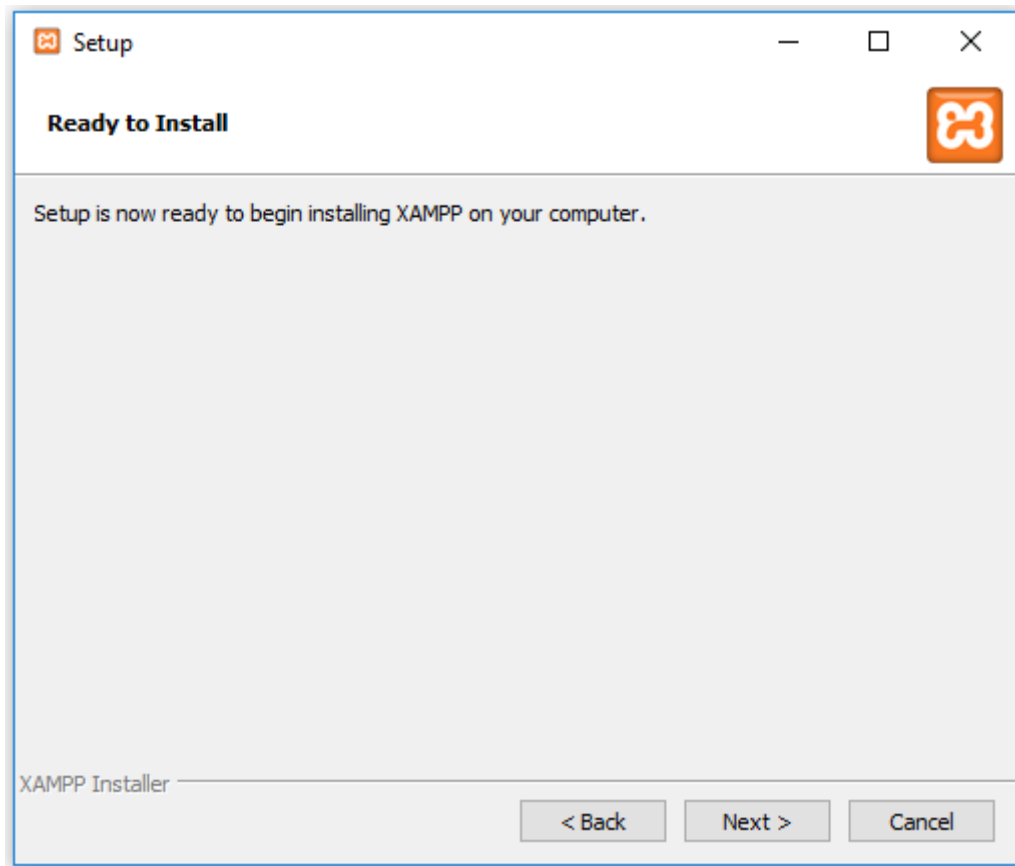 Setup
Ready to Install
Setup is now ready to begin installing XAMPP on your computer.
XAMPP Installer
< Back Next > Cancel